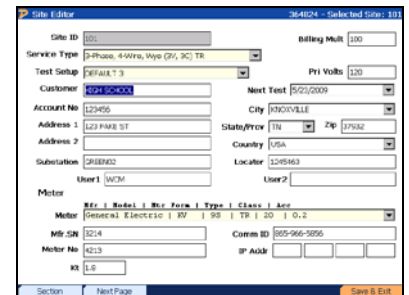 Site Editor 364024 - Selected Site: 101
Site ID 101 Billing Mult 100
Service Type 3-Phase, 4-Wire, Wye (3V, 3C) TR
Test Setup DEFAULT 3 Pri Volts 120
Customer HIGH SCHOOL Next Test 5/23/2009
Account No 123456 City KNOXVILLE
Address 1 123 FAKE ST State/Prov TN Zip 37932
Address 2 Country USA
Substation GREEN02 Locator 1245463
User1 WCM User2
Meter
Mfr | Model | Mtr Form | Type | Class | Acc
Meter General Electric | KV | 9S | TR | 20 | 0.2
Mfr.SN 3214 Comm ID 865-966-5856
Meter No 4213 IP Addr
Kt 1.8
Section Next Page Save & Exit